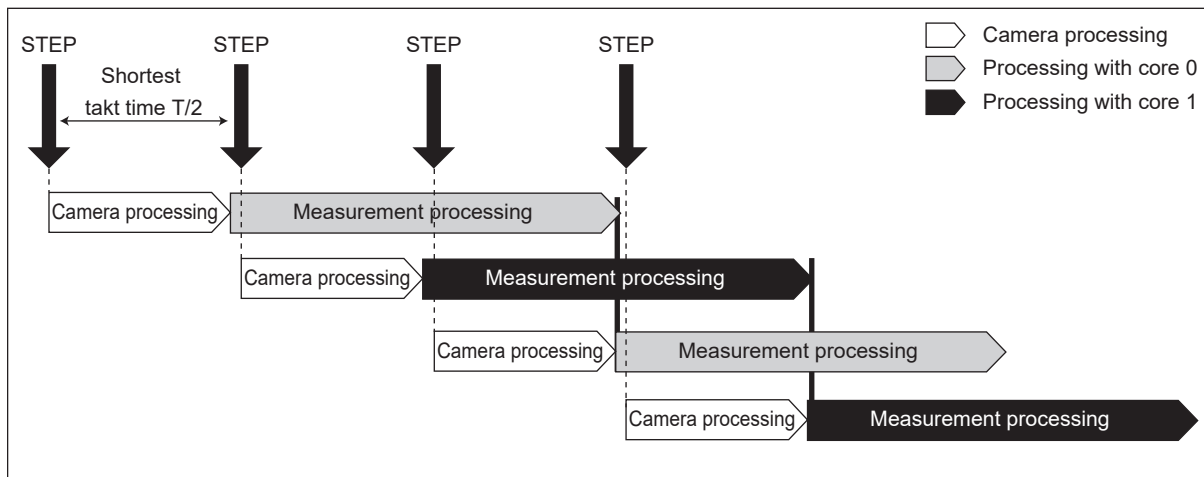 STEP STEP STEP STEP
Shortest
takt time T/2
Camera processing
Processing with core 0
Processing with core 1
Camera processing Measurement processing
Camera processing Measurement processing
Camera processing Measurement processing
Camera processing Measurement processing